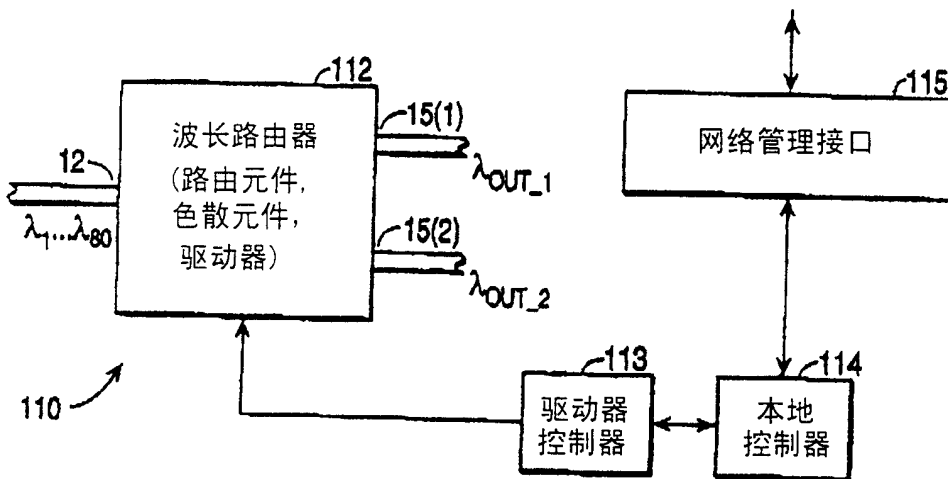 112
波长路由器
(路由元件,
色散元件,
驱动器)
12
λ1...λ80
15(1)
λOUT_1
15(2)
λOUT_2
115
网络管理接口
110
113
驱动器
控制器
114
本地
控制器